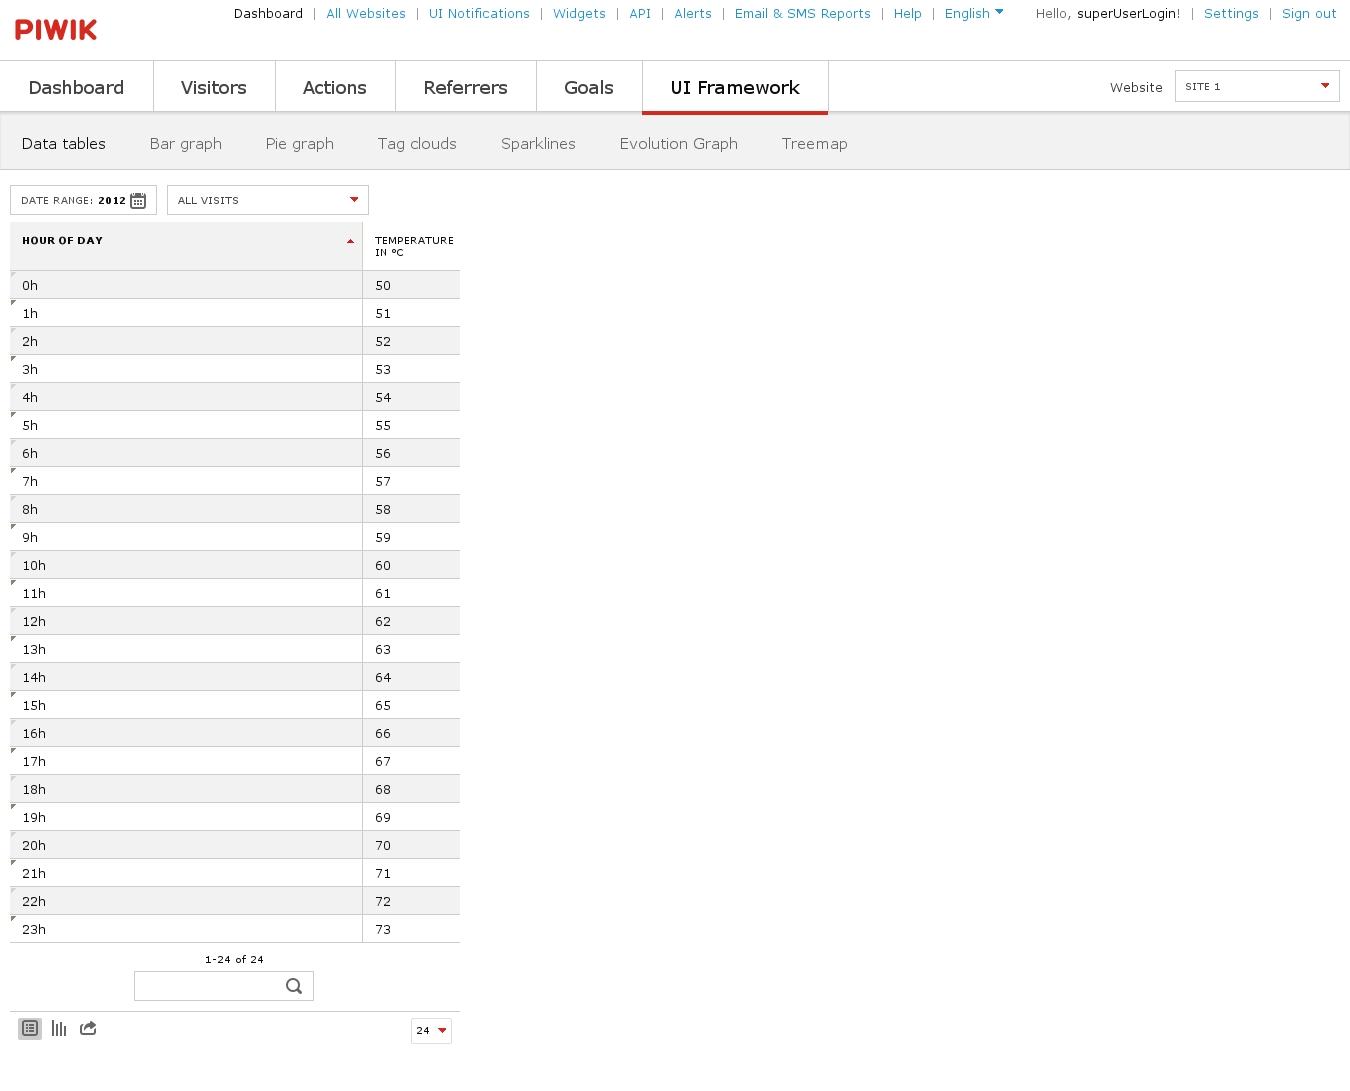 Dashboard | All Websites | UI Notifications | Widgets | API | Alerts | Email & SMS Reports | Help | English Hello, superUserLogin! | Settings | Sign out
PIWIK
Dashboard Visitors Actions Referrers Goals UI Framework Website SITE 1
Data tables Bar graph Pie graph Tag clouds Sparklines Evolution Graph Treemap
DATE RANGE: 2012 ALL VISITS
HOUR OF DAY TEMPERATURE
IN °C
0h 50
1h 51
2h 52
3h 53
4h 54
5h 55
6h 56
7h 57
8h 58
9h 59
10h 60
11h 61
12h 62
13h 63
14h 64
15h 65
16h 66
17h 67
18h 68
19h 69
20h 70
21h 71
22h 72
23h 73
1-24 of 24
24